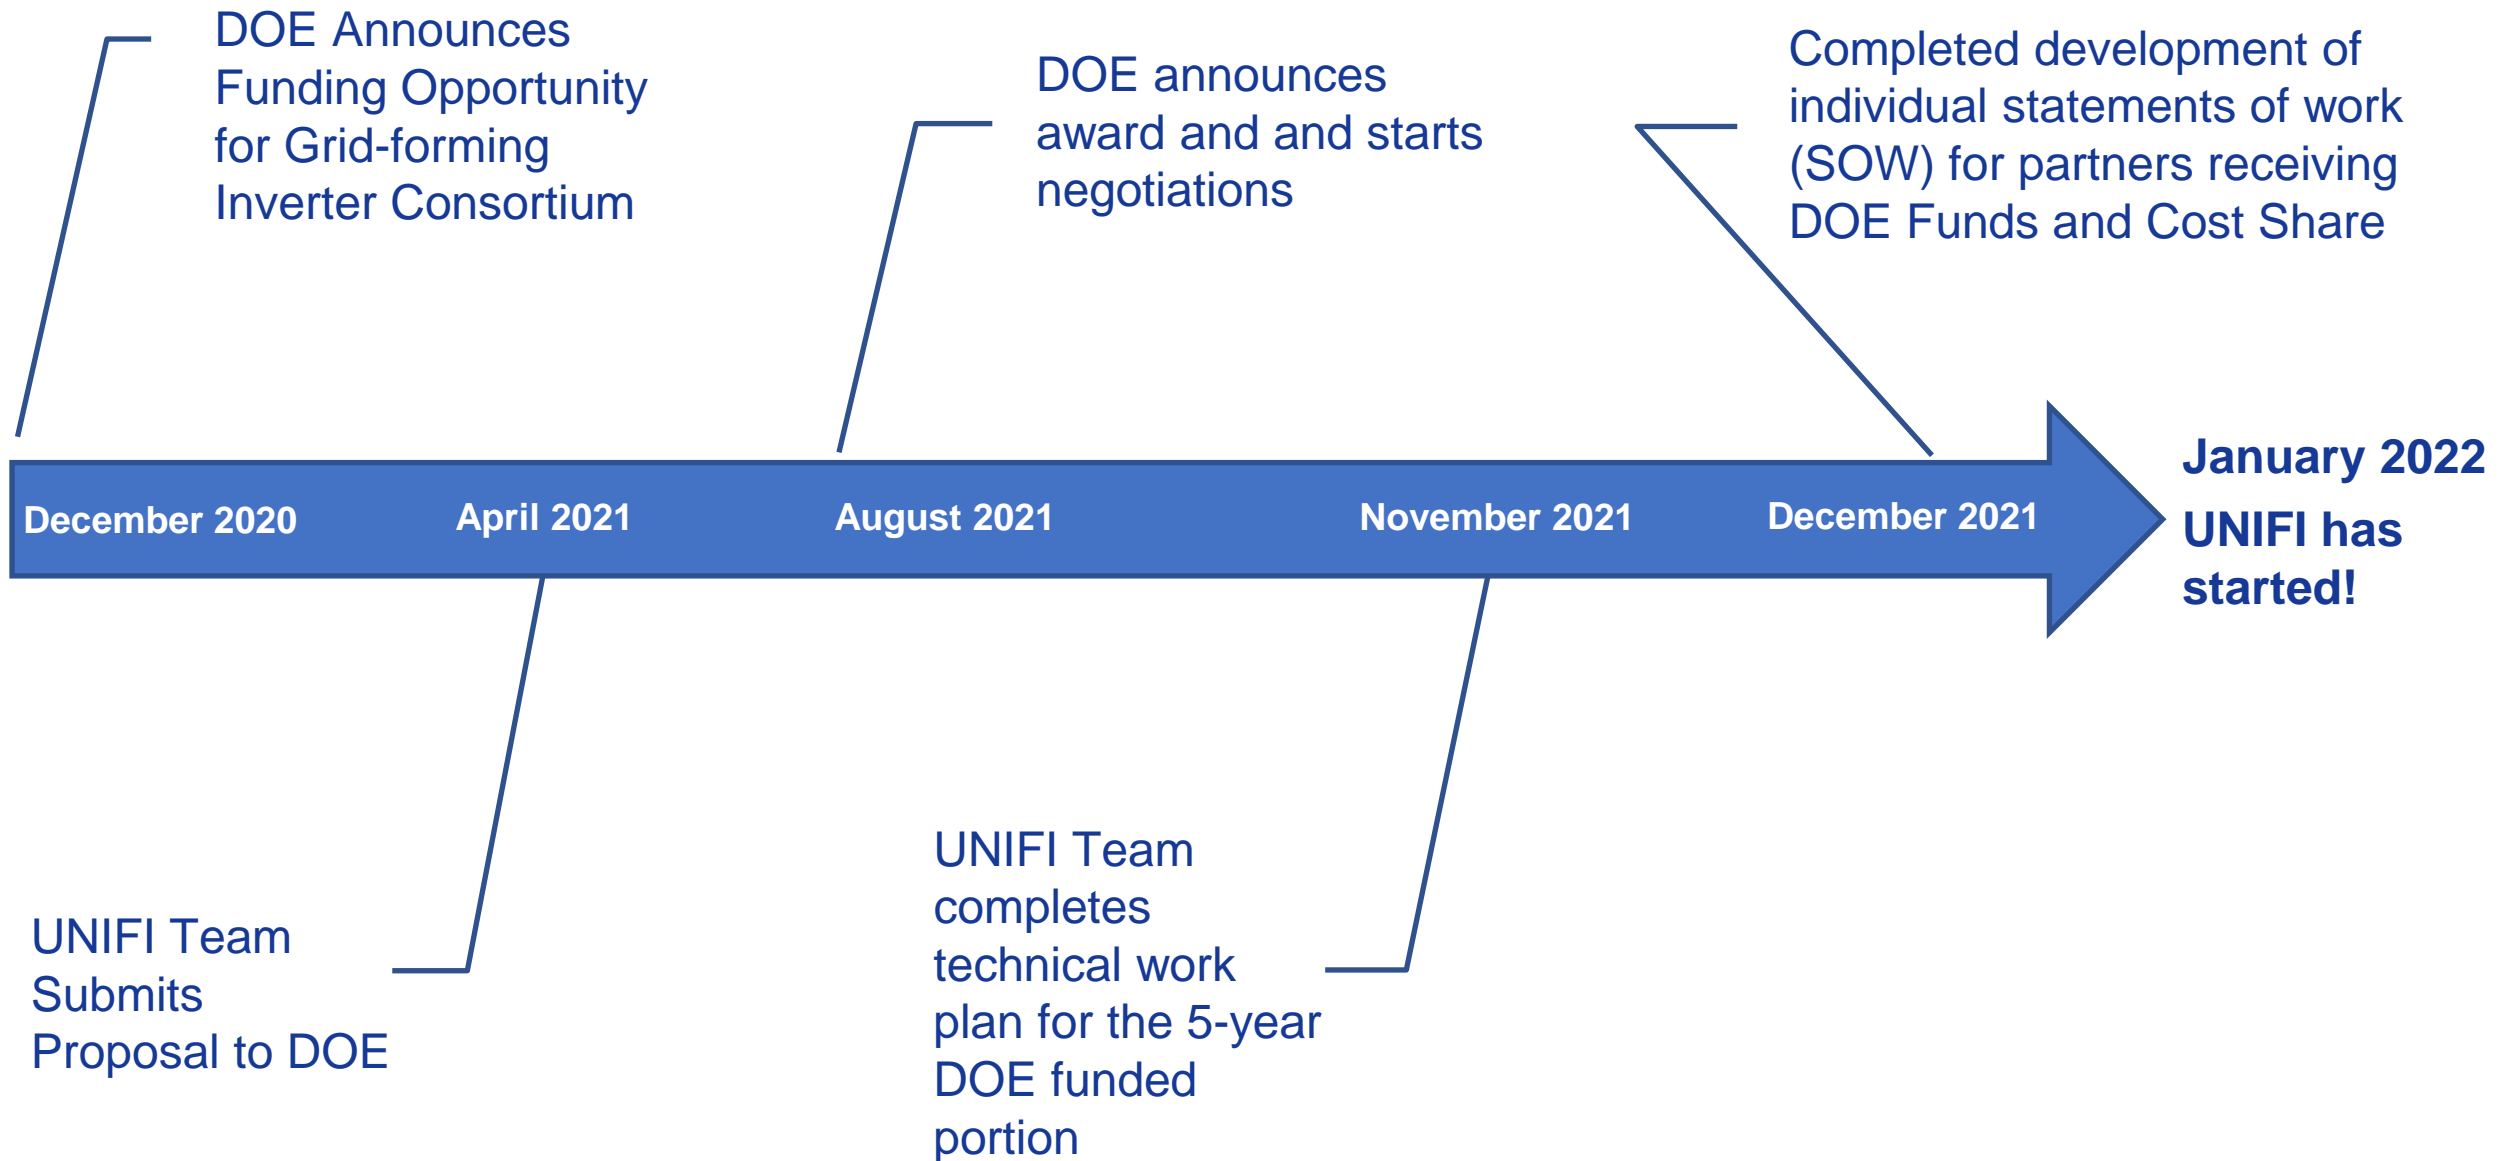 DOE Announces
Funding Opportunity
for Grid-forming
Inverter Consortium
DOE announces
award and and starts
negotiations
Completed development of
individual statements of work
(SOW) for partners receiving
DOE Funds and Cost Share
December 2020
April 2021
August 2021
November 2021
December 2021
January 2022
UNIFI has
started!
UNIFI Team
Submits
Proposal to DOE
UNIFI Team
completes
technical work
plan for the 5-year
DOE funded
portion